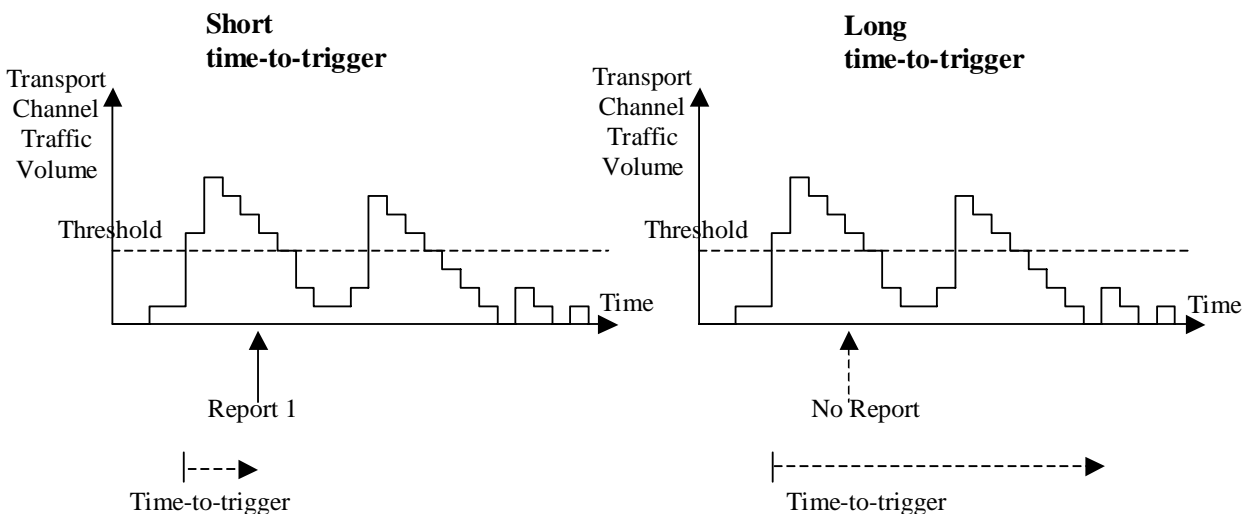 Short
time-to-trigger
Transport
Channel
Traffic
Volume
Threshold
Time
Report 1
Time-to-trigger
Long
time-to-trigger
Transport
Channel
Traffic
Volume
Threshold
Time
No Report
Time-to-trigger